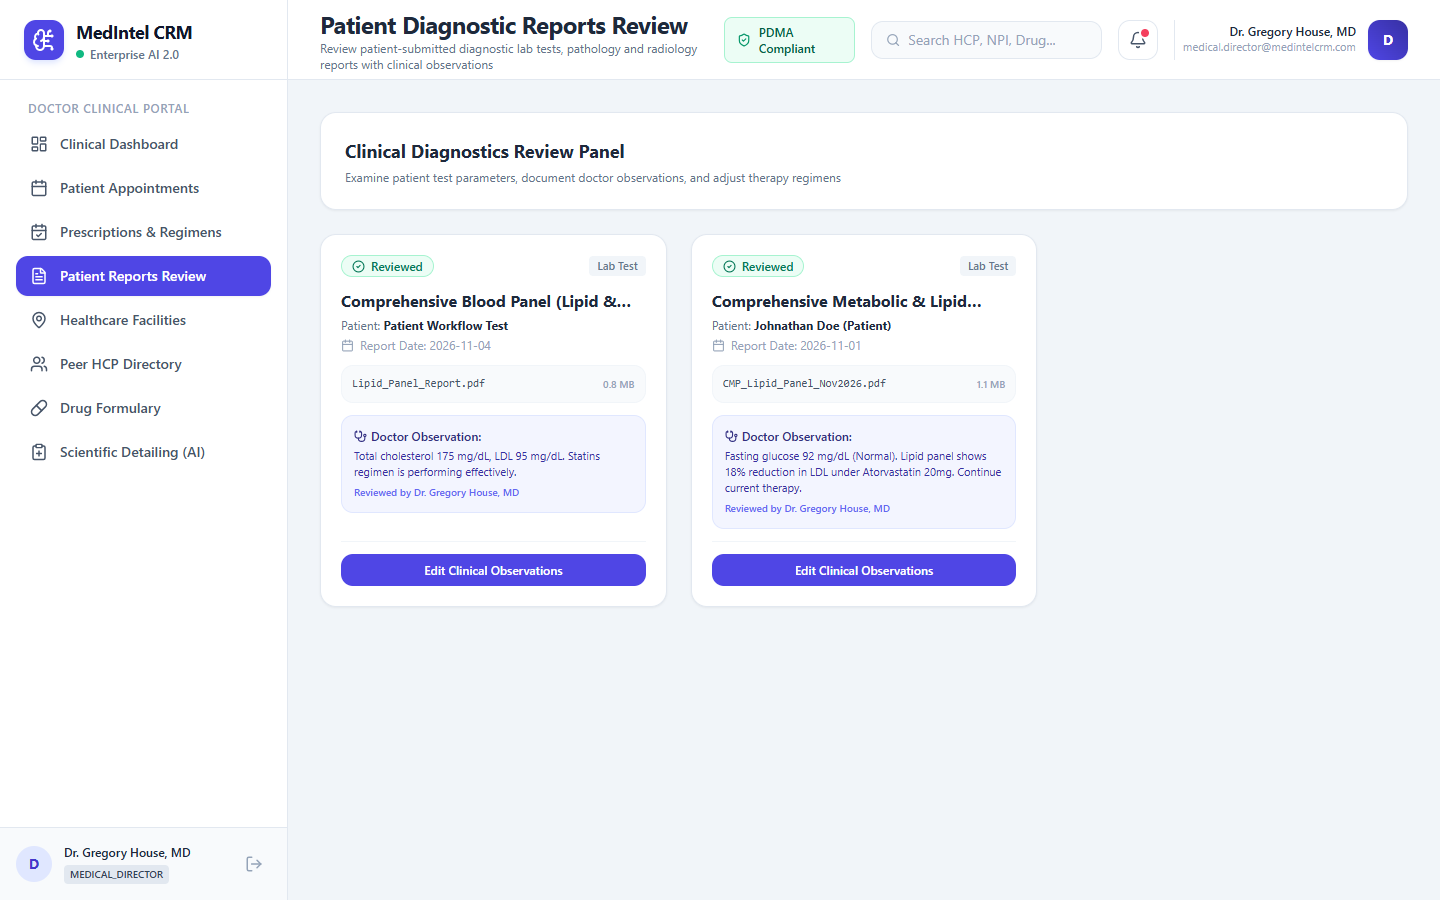 MedIntel CRM
Enterprise AI 2.0
DOCTOR CLINICAL PORTAL
Clinical Dashboard
Patient Appointments
Prescriptions & Regimens
Patient Reports Review
Healthcare Facilities
Peer HCP Directory
Drug Formulary
Scientific Detailing (AI)
D
Dr. Gregory House, MD
MEDICAL_DIRECTOR
Patient Diagnostic Reports Review
Review patient-submitted diagnostic lab tests, pathology and radiology
reports with clinical observations
PDMA
Compliant
Search HCP, NPI, Drug...
Dr. Gregory House, MD
medical.director@medintelcrm.com
D
Clinical Diagnostics Review Panel
Examine patient test parameters, document doctor observations, and adjust therapy regimens
Reviewed
Lab Test
Comprehensive Blood Panel (Lipid &...
Patient: Patient Workflow Test
Report Date: 2026-11-04
Lipid_Panel_Report.pdf
0.8 MB
Doctor Observation:
Total cholesterol 175 mg/dL, LDL 95 mg/dL. Statins
regimen is performing effectively.
Reviewed by Dr. Gregory House, MD
Edit Clinical Observations
Reviewed
Lab Test
Comprehensive Metabolic & Lipid...
Patient: Johnathan Doe (Patient)
Report Date: 2026-11-01
CMP_Lipid_Panel_Nov2026.pdf
1.1 MB
Doctor Observation:
Fasting glucose 92 mg/dL (Normal). Lipid panel shows
18% reduction in LDL under Atorvastatin 20mg. Continue
current therapy.
Reviewed by Dr. Gregory House, MD
Edit Clinical Observations